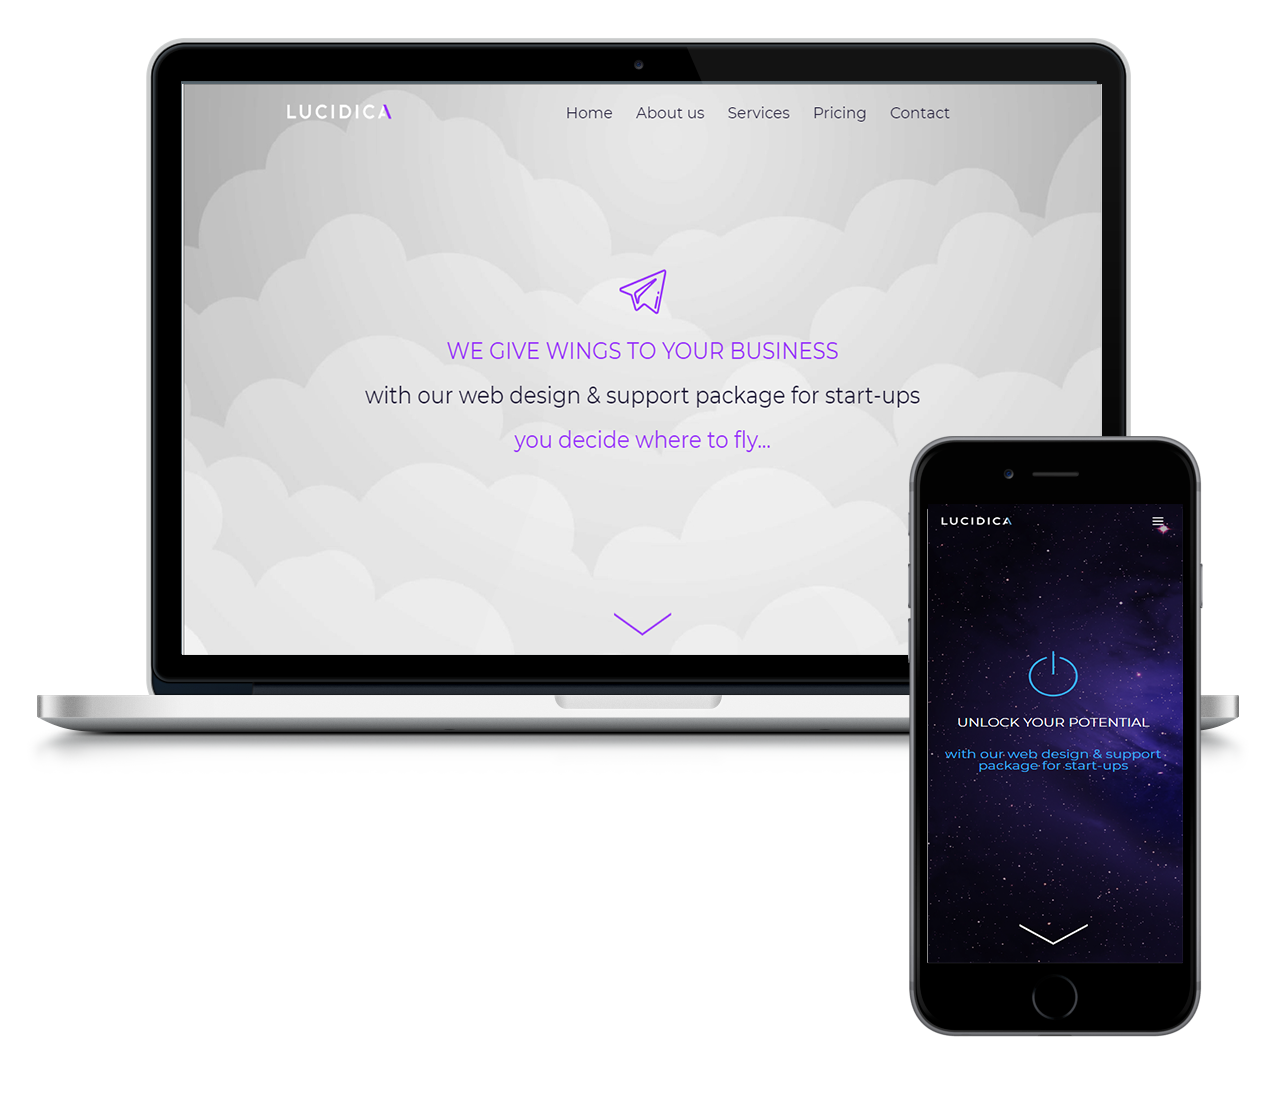 LUCIDICA
Home About us Services Pricing Contact
WE GIVE WINGS TO YOUR BUSINESS
with our web design & support package for start-ups
you decide where to fly...
LUCIDICA
UNLOCK YOUR POTENTIAL
with our web design & support
package for start-ups